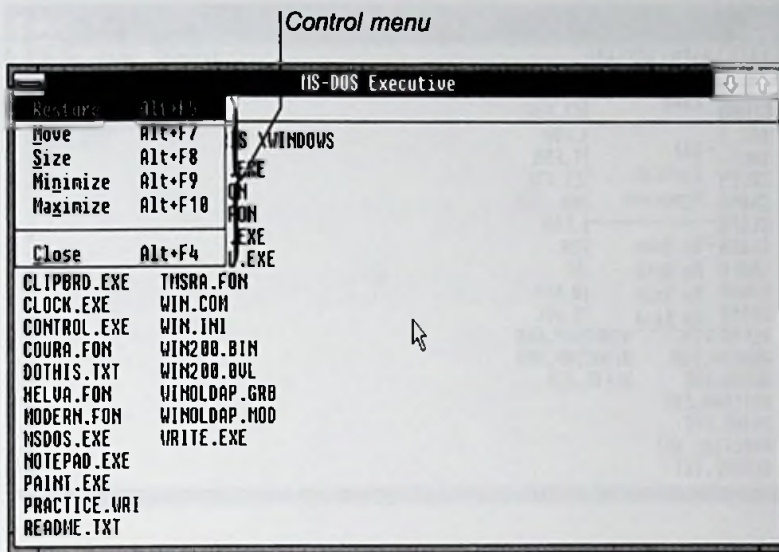 Control menu
MS-DOS Executive
Restore Alt+F5
Move Alt+F7
Size Alt+F8
Minimize Alt+F9
Maximize Alt+F10
Close Alt+F4
\WINDOWS
.EXE
.EXE
.EXE
CLIPBRD.EXE TMSRA.FON
CLOCK.EXE WIN.COM
CONTROL.EXE WIN.INI
COURA.FON WIN200.BIN
DOTHIS.TXT WIN200.OVL
HELVA.FON WINOLDAP.GRB
MODERN.FON WINOLDAP.MOD
MSDOS.EXE WRITE.EXE
NOTEPAD.EXE
PAINT.EXE
PRACTICE.WRI
README.TXT